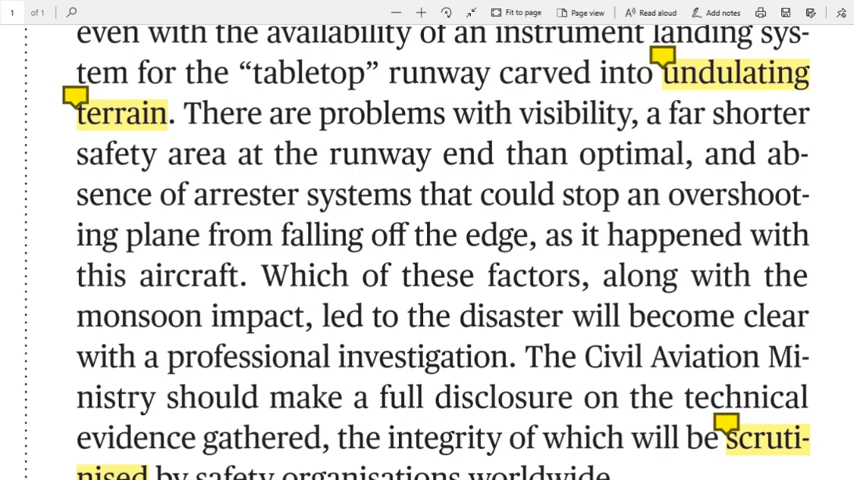 1 of 1 Fit to page Page view Read aloud Add notes
even with the availability of an instrument landing sys-
tem for the “tabletop” runway carved into undulating
terrain. There are problems with visibility, a far shorter
safety area at the runway end than optimal, and ab-
sence of arrester systems that could stop an overshoot-
ing plane from falling off the edge, as it happened with
this aircraft. Which of these factors, along with the
monsoon impact, led to the disaster will become clear
with a professional investigation. The Civil Aviation Mi-
nistry should make a full disclosure on the technical
evidence gathered, the integrity of which will be scruti-
nised by safety organisations worldwide.